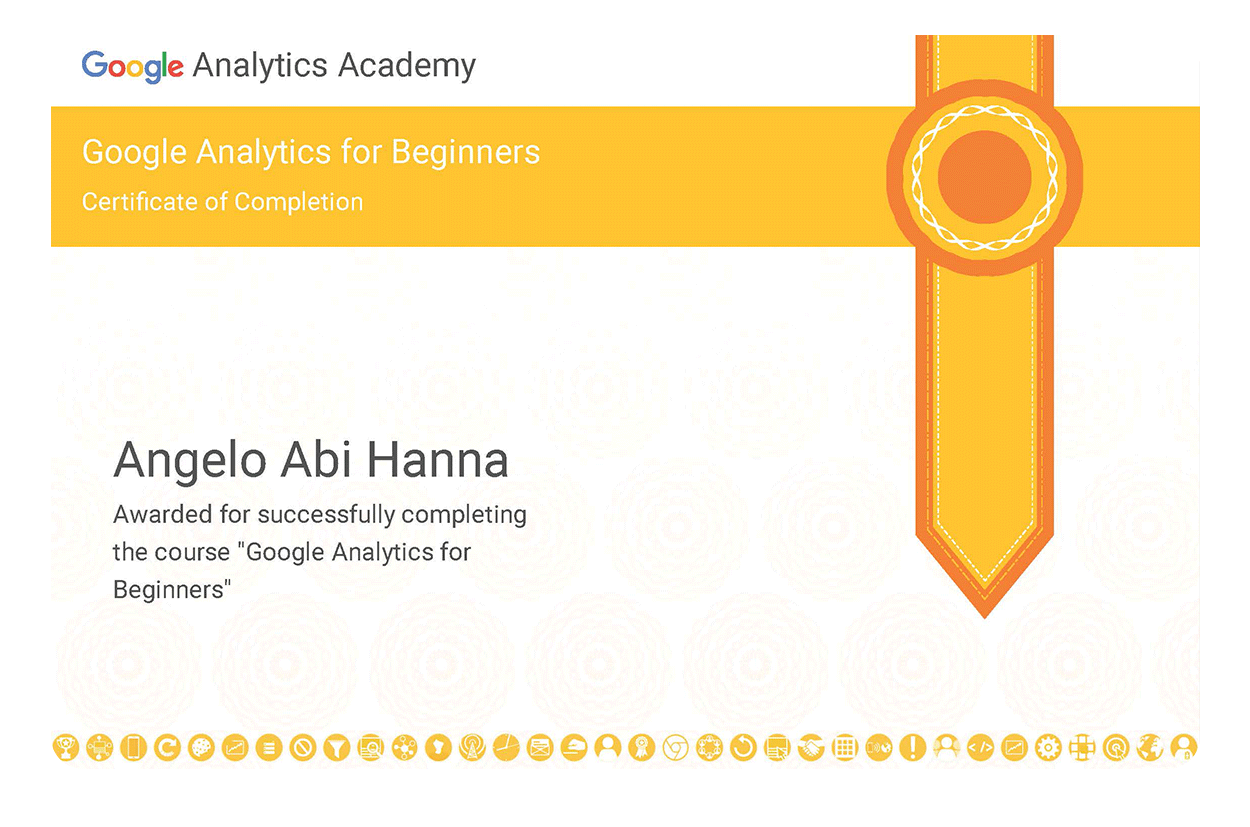 Google Analytics Academy
Google Analytics for Beginners
Certificate of Completion
Angelo Abi Hanna
Awarded for successfully completing
the course "Google Analytics for
Beginners"